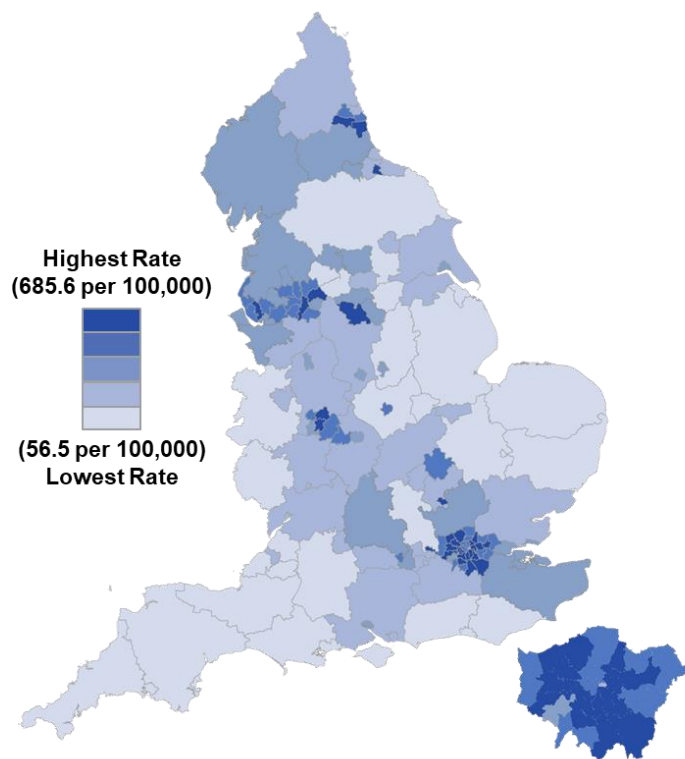 Highest Rate
(685.6 per 100,000)
(56.5 per 100,000)
Lowest Rate